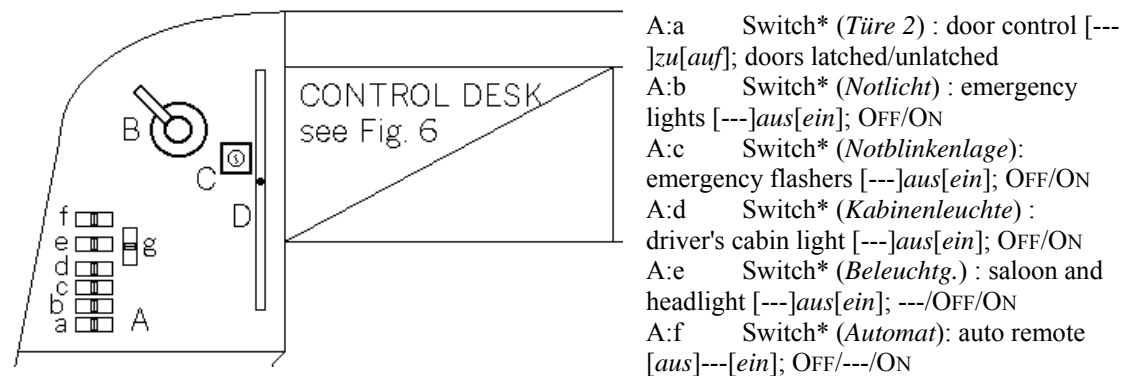 CONTROL DESK
see Fig. 6
B
C
D
f
e
g
d
c
b
a
A
A:a Switch* (Türe 2) : door control [---
]zu[auf]; doors latched/unlatched
A:b Switch* (Notlicht) : emergency
lights [---]aus[ein]; OFF/ON
A:c Switch* (Notblinkenlage):
emergency flashers [---]aus[ein]; OFF/ON
A:d Switch* (Kabinenleuchte) :
driver's cabin light [---]aus[ein]; OFF/ON
A:e Switch* (Beleuchtg.) : saloon and
headlight [---]aus[ein]; ---/OFF/ON
A:f Switch* (Automat): auto remote
[aus]---[ein]; OFF/---/ON